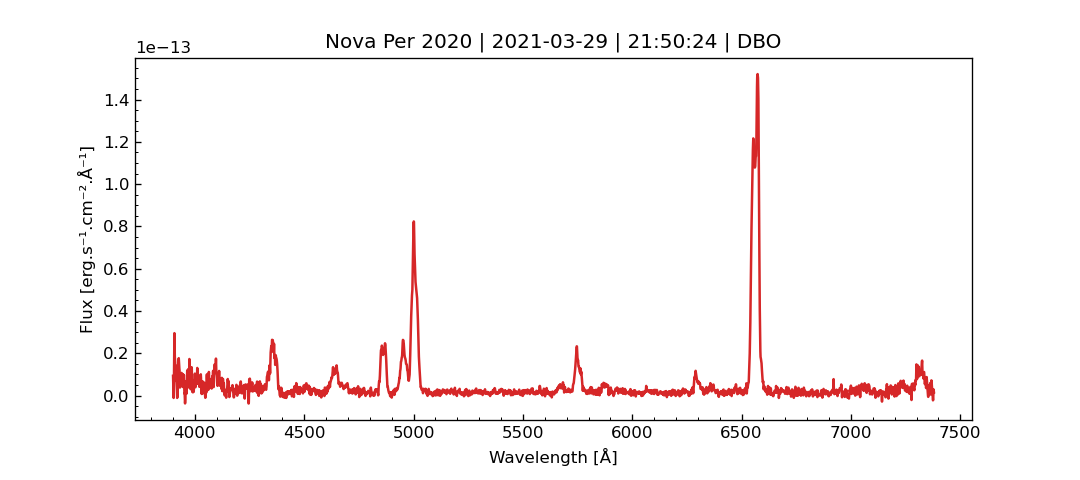 Nova Per 2020 | 2021-03-29 | 21:50:24 | DBO
1e−13
Flux [erg.s⁻¹.cm⁻².Å⁻¹]
1.4
1.2
1.0
0.8
0.6
0.4
0.2
0.0
4000 4500 5000 5500 6000 6500 7000 7500
Wavelength [Å]